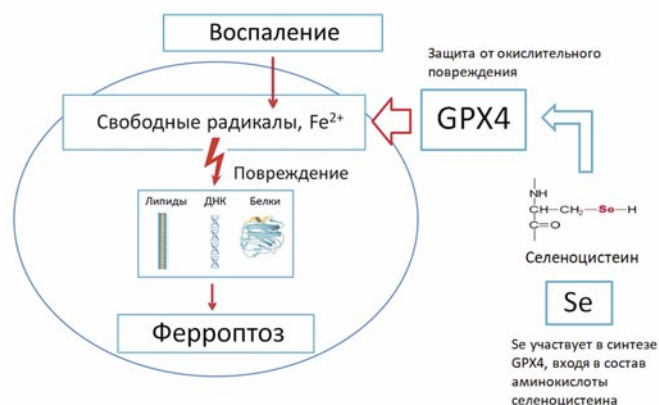 Воспаление
Защита от окислительного
повреждения
Свободные радикалы, Fe²⁺
GPX4
Повреждение
Липиды ДНК Белки
NH
CH—CH₂—Se—H
C=O
Селеноцистеин
Ферроптоз
Se
Se участвует в синтезе
GPX4, входя в состав
аминокислоты
селеноцистеина